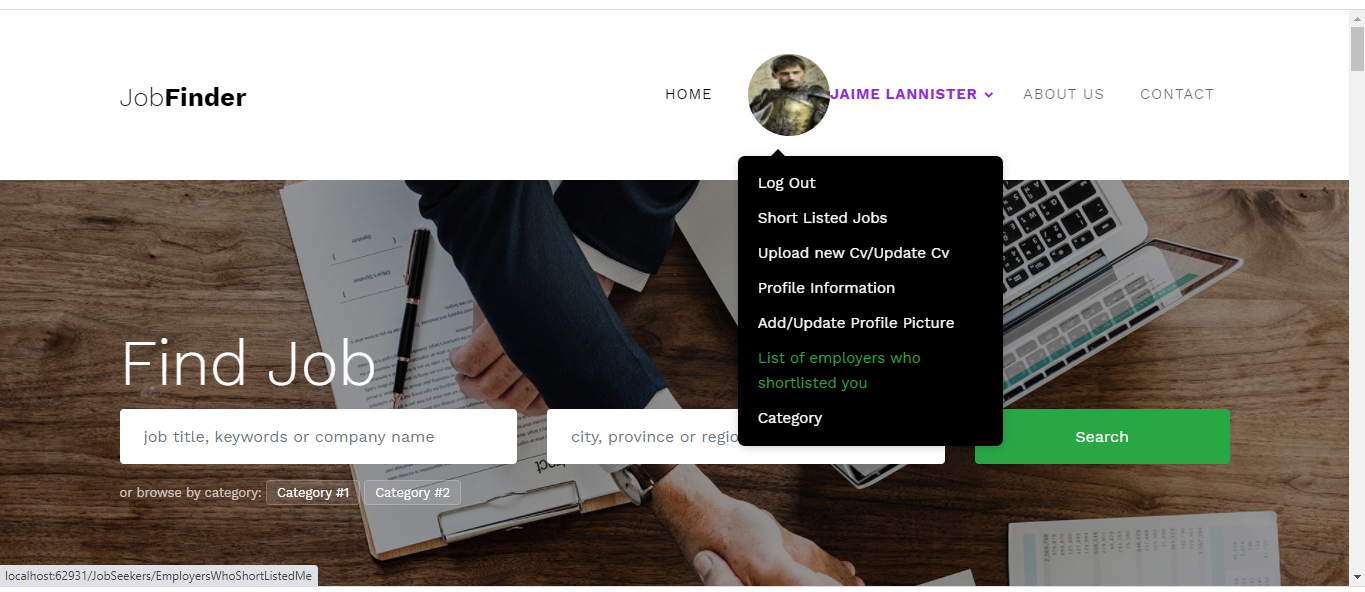 JobFinder
HOME
JAIME LANNISTER
ABOUT US
CONTACT
Log Out
Short Listed Jobs
Upload new Cv/Update Cv
Profile Information
Add/Update Profile Picture
List of employers who
shortlisted you
Category
Find Job
job title, keywords or company name
city, province or regio
Search
or browse by category: Category #1 Category #2
localhost:62931/JobSeekers/EmployersWhoShortListedMe